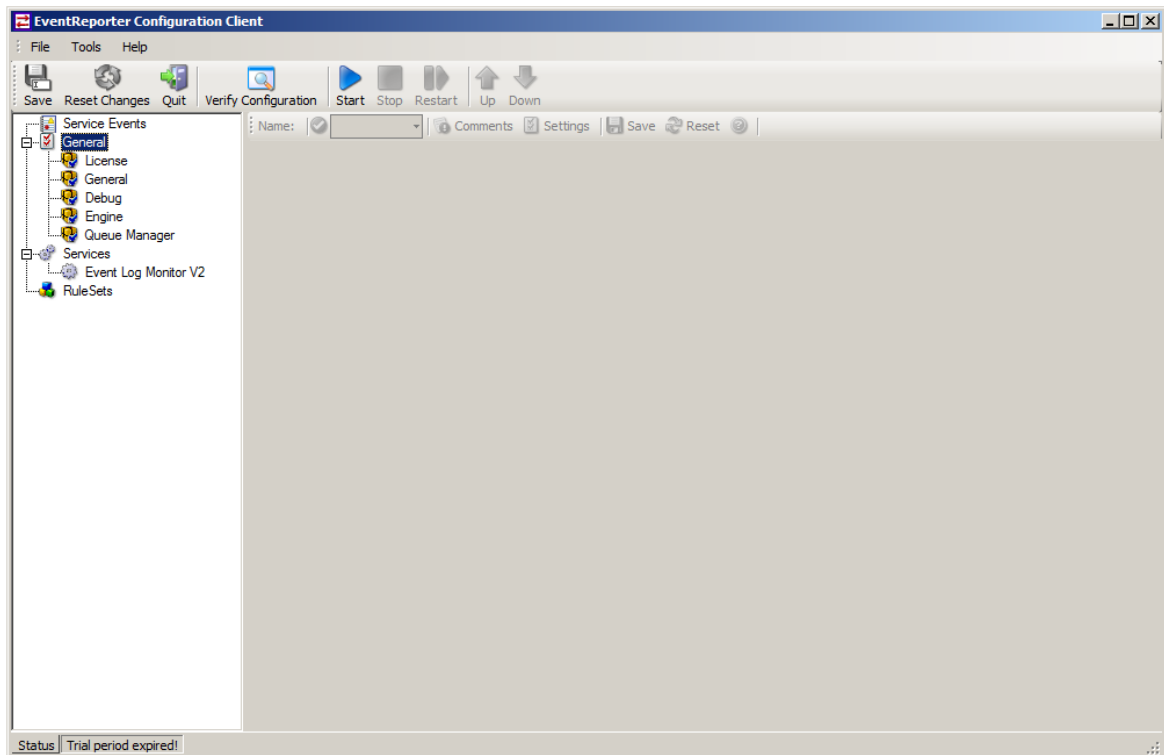 EventReporter Configuration Client
File Tools Help
Save Reset Changes Quit Verify Configuration Start Stop Restart Up Down
Name: Comments Settings Save Reset
Service Events
General
License
General
Debug
Engine
Queue Manager
Services
Event Log Monitor V2
RuleSets
Status Trial period expired!